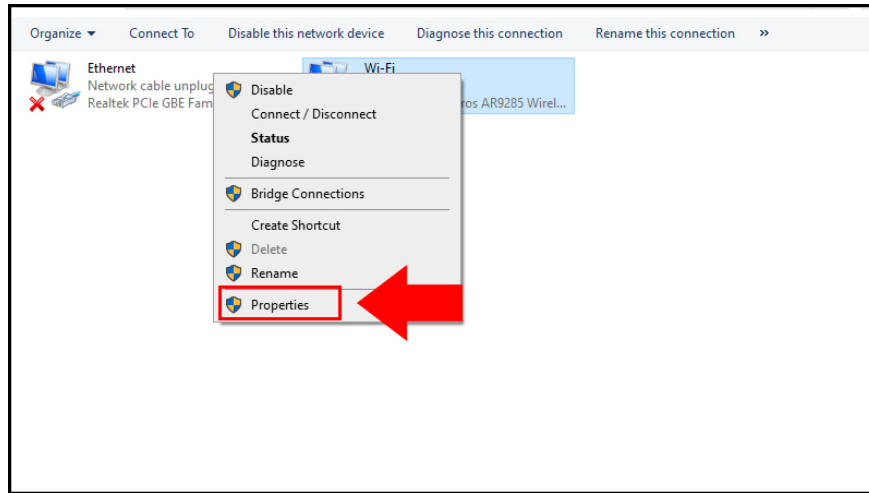 Organize Connect To Disable this network device Diagnose this connection Rename this connection »
Ethernet
Network cable unplug
Realtek PCIe GBE Fam
Wi-Fi
ros AR9285 Wirel...
Disable
Connect / Disconnect
Status
Diagnose
Bridge Connections
Create Shortcut
Delete
Rename
Properties